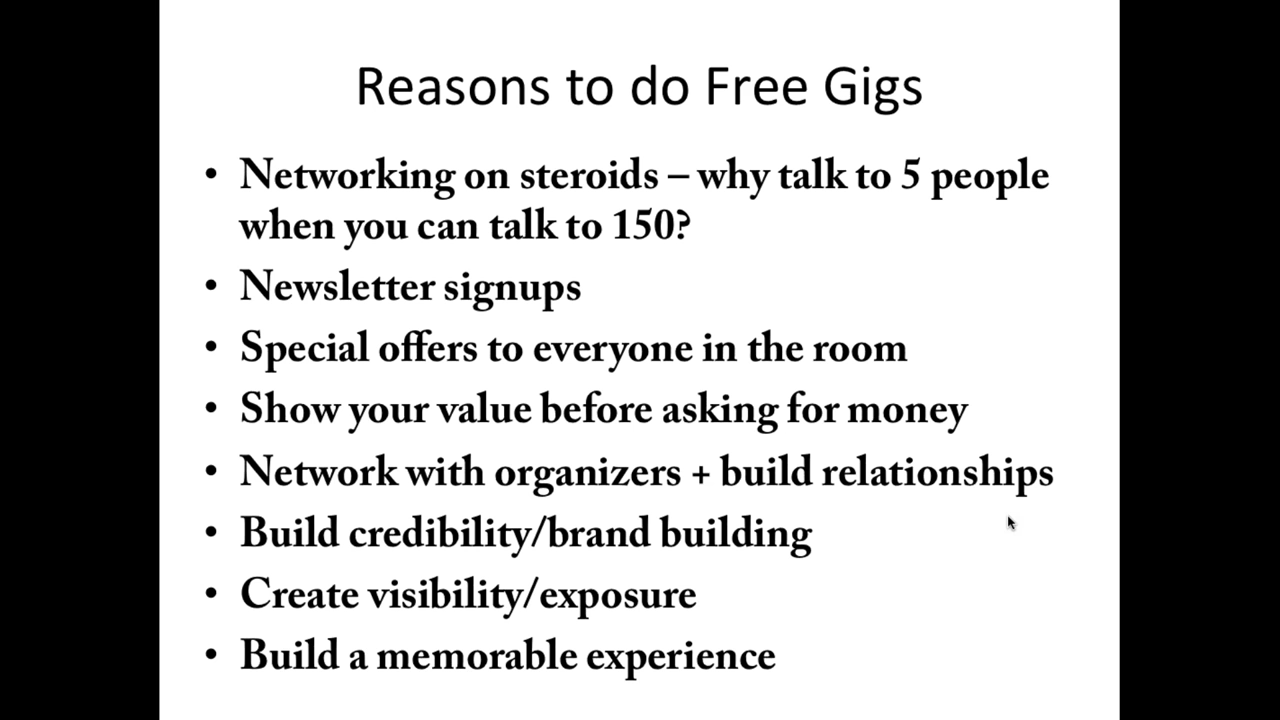 Reasons to do Free Gigs
• Networking on steroids – why talk to 5 people
when you can talk to 150?
• Newsletter signups
• Special offers to everyone in the room
• Show your value before asking for money
• Network with organizers + build relationships
• Build credibility/brand building
• Create visibility/exposure
• Build a memorable experience